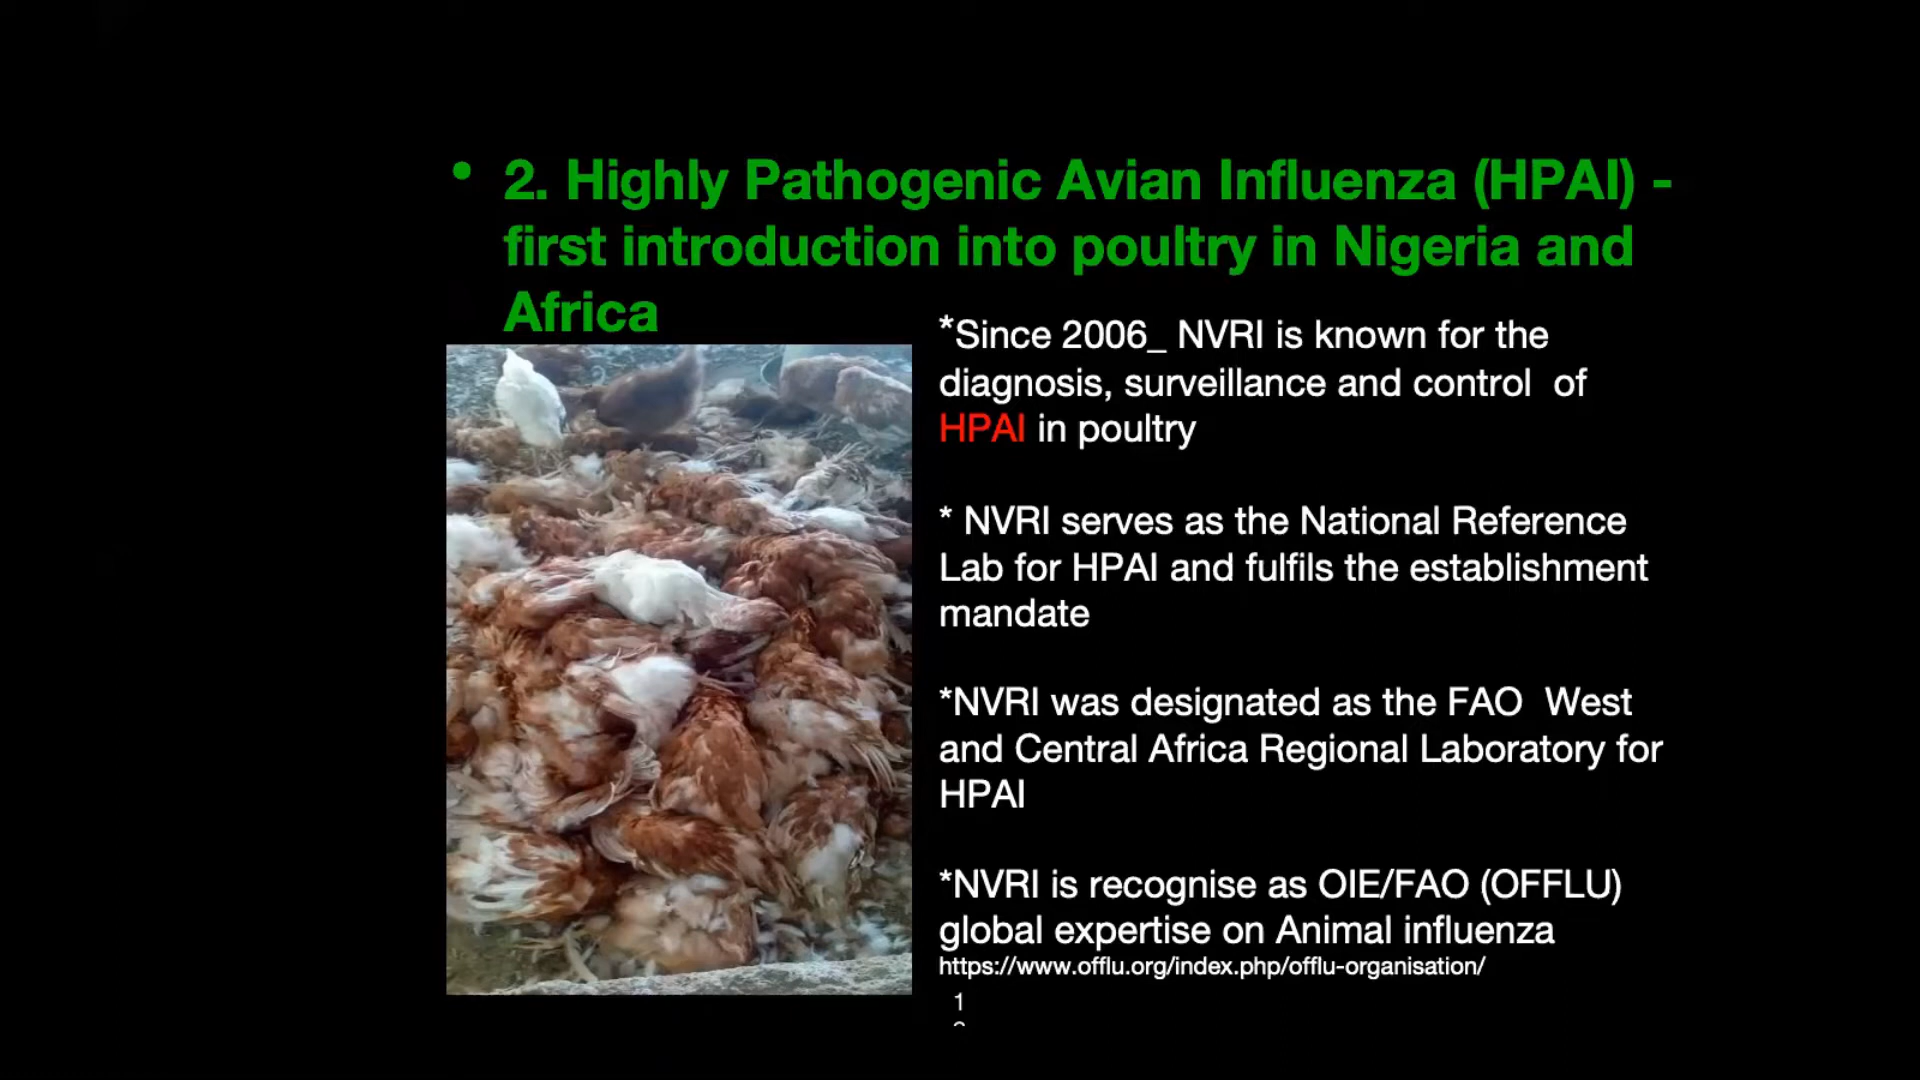 • 2. Highly Pathogenic Avian Influenza (HPAI) -
first introduction into poultry in Nigeria and
Africa
*Since 2006_ NVRI is known for the
diagnosis, surveillance and control  of
HPAI in poultry
* NVRI serves as the National Reference
Lab for HPAI and fulfils the establishment
mandate
*NVRI was designated as the FAO  West
and Central Africa Regional Laboratory for
HPAI
*NVRI is recognise as OIE/FAO (OFFLU)
global expertise on Animal influenza
https://www.offlu.org/index.php/offlu-organisation/
1